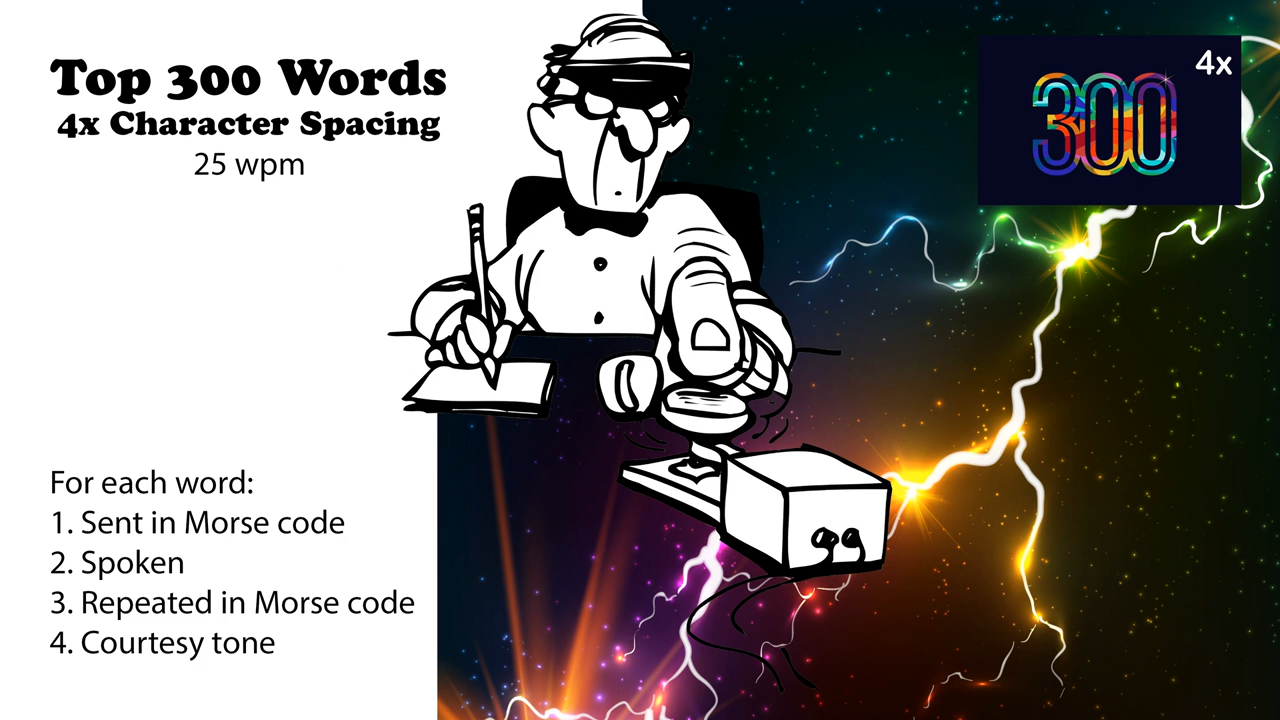 Top 300 Words
4x Character Spacing
25 wpm
4x
300
For each word:
1. Sent in Morse code
2. Spoken
3. Repeated in Morse code
4. Courtesy tone